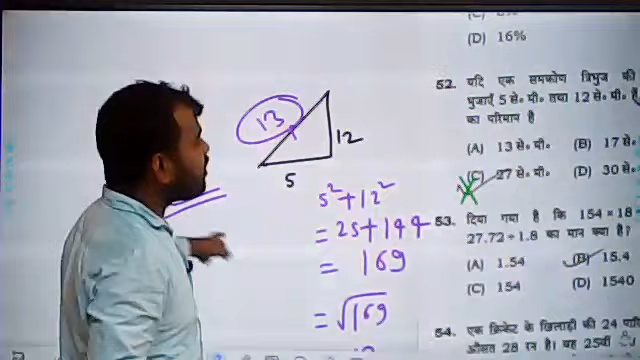 (D) 16%
52. यदि एक समकोण त्रिभुज की
भुजाएँ 5 से॰ मी॰ तथा 12 से॰ मी॰ हैं
का परिमाप है
(A) 13 से॰ मी॰ (B) 17 से॰
(C) 27 से॰ मी॰ (D) 30 से॰
53. दिया गया है कि 154 × 18
27.72 ÷ 1.8 का मान क्या है?
(A) 1.54 (B) 15.4
(C) 154 (D) 1540
54. एक क्रिकेट के खिलाड़ी की 24 पारि
औसत 28 रन है। वह 25वीं
13
12
5
5² + 12²
= 25 + 144
= 169
= √169